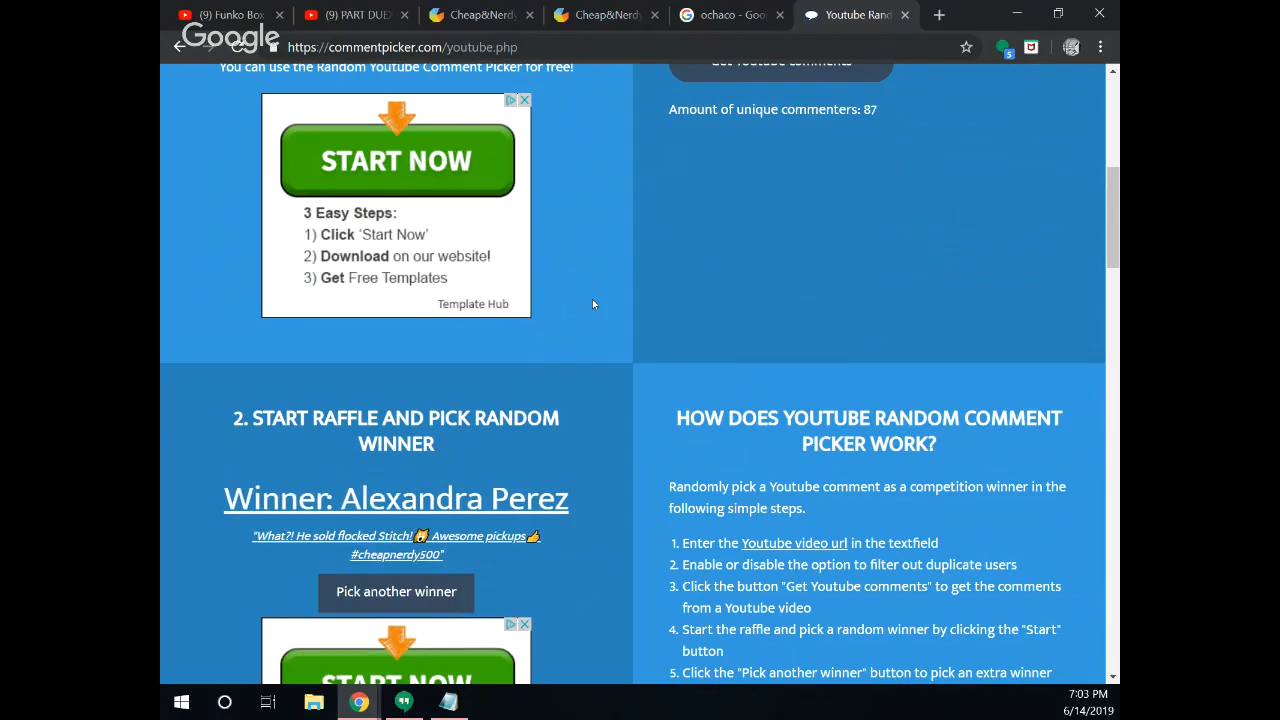 (9) Funko Box
(9) PART DUEX
Cheap&Nerdy
Cheap&Nerdy
ochaco - Goo
Youtube Ran
Google
https://commentpicker.com/youtube.php
5
You can use the Random Youtube Comment Picker for free!
Get Youtube comments
START NOW
3 Easy Steps:
1) Click 'Start Now'
2) Download on our website!
3) Get Free Templates
Template Hub
Amount of unique commenters: 87
2. START RAFFLE AND PICK RANDOM
WINNER
Winner: Alexandra Perez
"What?! He sold flocked Stitch!🙀 Awesome pickups👍
#cheapnerdy500"
Pick another winner
START NOW
HOW DOES YOUTUBE RANDOM COMMENT
PICKER WORK?
Randomly pick a Youtube comment as a competition winner in the
following simple steps.
1. Enter the Youtube video url in the textfield
2. Enable or disable the option to filter out duplicate users
3. Click the button "Get Youtube comments" to get the comments
from a Youtube video
4. Start the raffle and pick a random winner by clicking the "Start"
button
5. Click the "Pick another winner" button to pick an extra winner
7:03 PM
6/14/2019